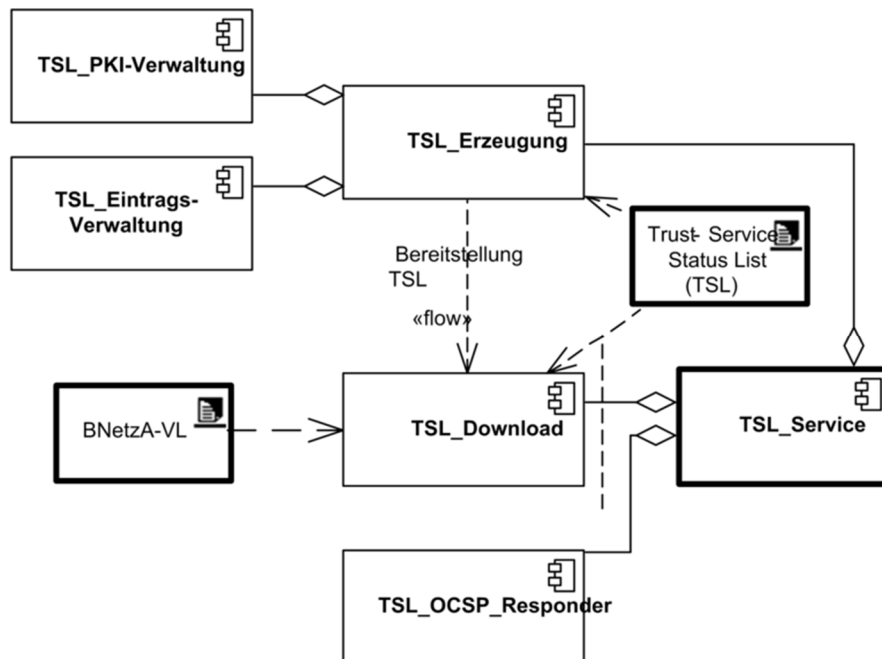 TSL_PKI-Verwaltung
TSL_Erzeugung
TSL_Eintrags-
Verwaltung
Trust- Service
Status List
(TSL)
Bereitstellung
TSL
«flow»
BNetzA-VL
TSL_Download
TSL_Service
TSL_OCSP_Responder